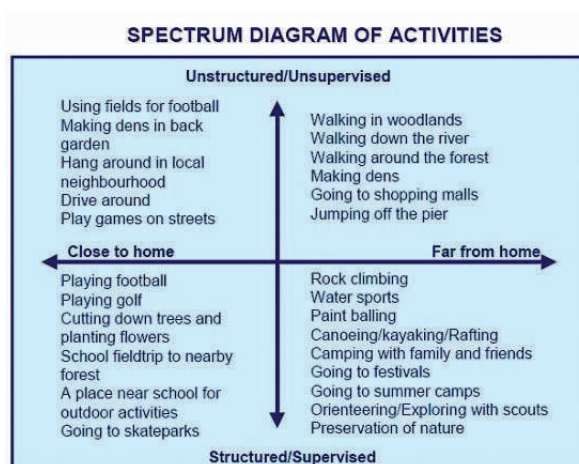 SPECTRUM DIAGRAM OF ACTIVITIES
Unstructured/Unsupervised
Using fields for football
Making dens in back
garden
Hang around in local
neighbourhood
Drive around
Play games on streets
Walking in woodlands
Walking down the river
Walking around the forest
Making dens
Going to shopping malls
Jumping off the pier
Close to home
Far from home
Playing football
Playing golf
Cutting down trees and
planting flowers
School fieldtrip to nearby
forest
A place near school for
outdoor activities
Going to skateparks
Rock climbing
Water sports
Paint balling
Canoeing/kayaking/Rafting
Camping with family and friends
Going to festivals
Going to summer camps
Orienteering/Exploring with scouts
Preservation of nature
Structured/Supervised